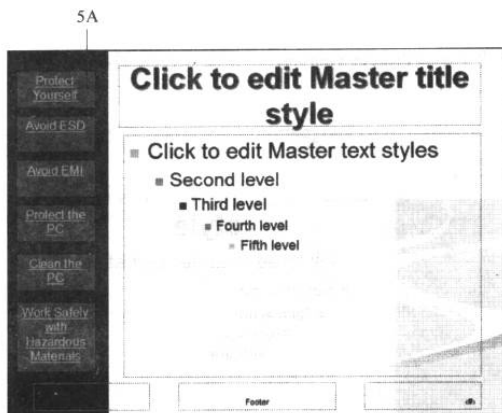 5A
Protect
Yourself
Avoid ESD
Avoid EMI
Protect the
PC
Clean the
PC
Work Safely
with
Hazardous
Materials
Click to edit Master title
style
Click to edit Master text styles
Second level
Third level
Fourth level
Fifth level
Footer
‹#›